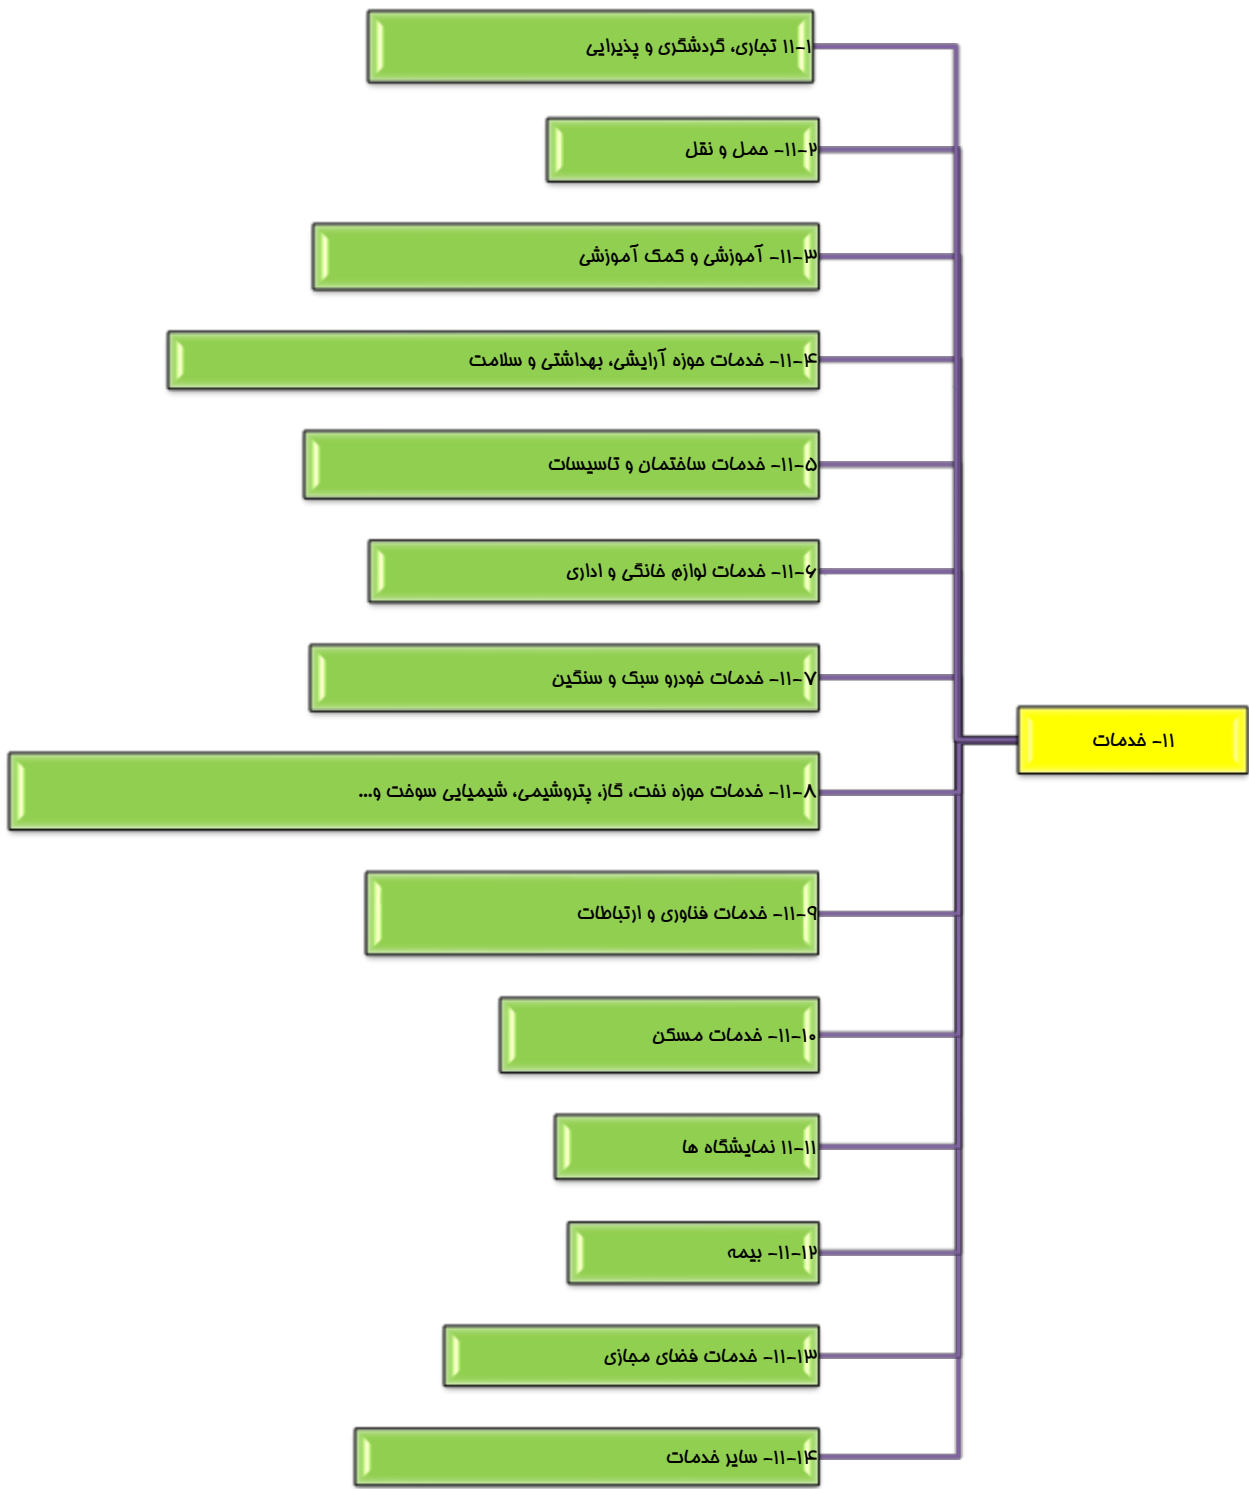 ۱۱- خدمات
۱۱-۱ تجاری، گردشگری و پذیرایی
۱۱-۲- حمل و نقل
۱۱-۳- آموزشی و کمک آموزشی
۱۱-۴- خدمات حوزه آرایشی، بهداشتی و سلامت
۱۱-۵- خدمات ساختمان و تاسیسات
۱۱-۶- خدمات لوازم خانگی و اداری
۱۱-۷- خدمات خودرو سبک و سنگین
۱۱-۸- خدمات حوزه نفت، گاز، پتروشیمی، شیمیایی سوخت و...
۱۱-۹- خدمات فناوری و ارتباطات
۱۱-۱۰- خدمات مسکن
۱۱-۱۱ نمایشگاه ها
۱۱-۱۲- بیمه
۱۱-۱۳- خدمات فضای مجازی
۱۱-۱۴- سایر خدمات